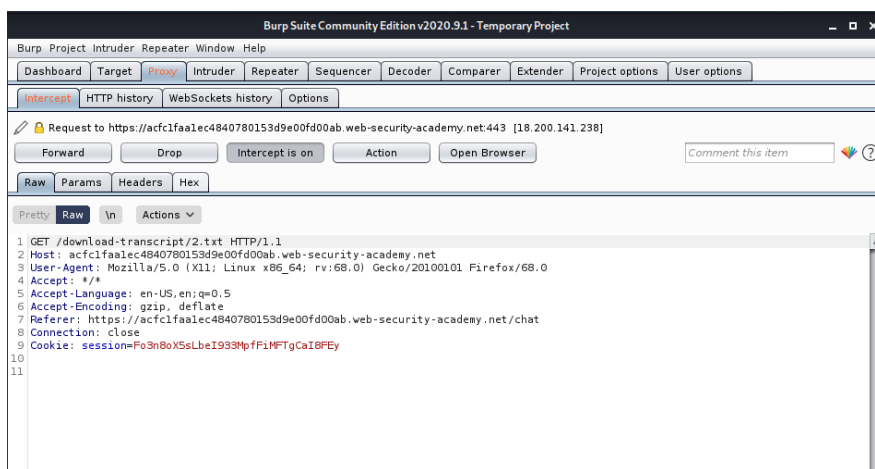 Burp Suite Community Edition v2020.9.1 - Temporary Project
Burp Project Intruder Repeater Window Help
Dashboard Target Proxy Intruder Repeater Sequencer Decoder Comparer Extender Project options User options
Intercept HTTP history WebSockets history Options
Request to https://acfc1faa1ec4840780153d9e00fd00ab.web-security-academy.net:443 [18.200.141.238]
Forward Drop Intercept is on Action Open Browser Comment this item ?
Raw Params Headers Hex
Pretty Raw \n Actions
1 GET /download-transcript/2.txt HTTP/1.1
2 Host: acfc1faa1ec4840780153d9e00fd00ab.web-security-academy.net
3 User-Agent: Mozilla/5.0 (X11; Linux x86_64; rv:68.0) Gecko/20100101 Firefox/68.0
4 Accept: */*
5 Accept-Language: en-US,en;q=0.5
6 Accept-Encoding: gzip, deflate
7 Referer: https://acfc1faa1ec4840780153d9e00fd00ab.web-security-academy.net/chat
8 Connection: close
9 Cookie: session=Fo3n8oX5sLbeI933MpfFiMFTgCaI8FEy
10
11